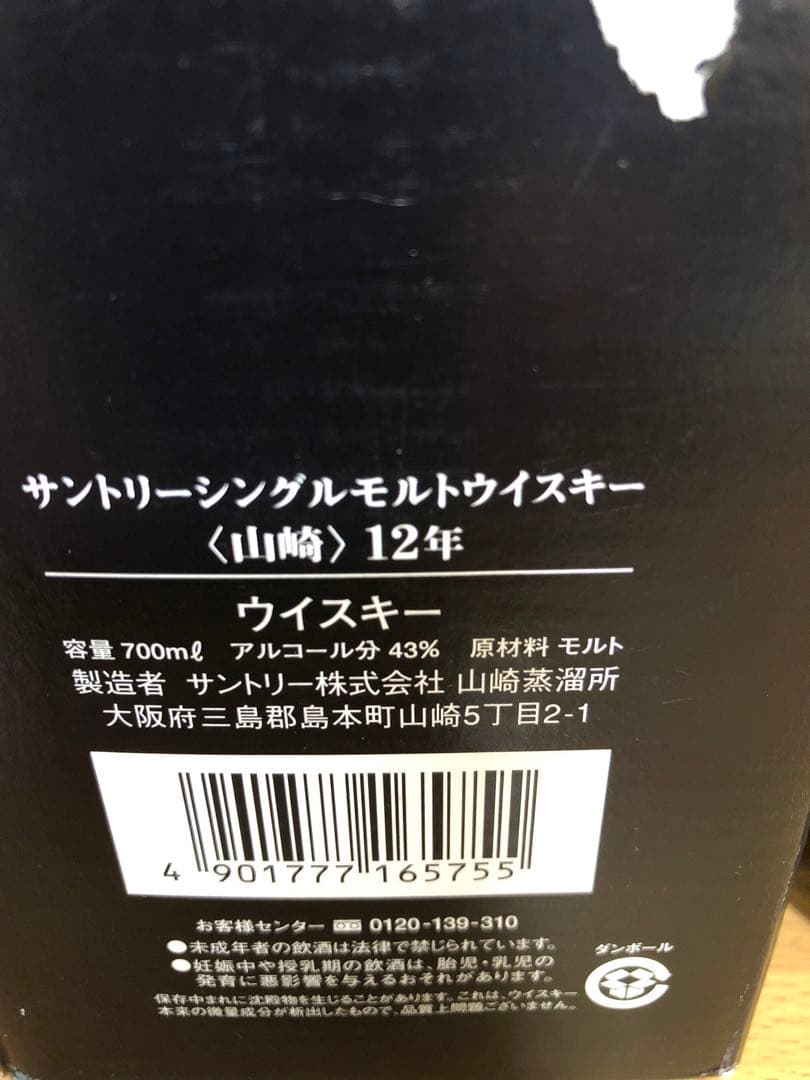 サントリーシングルモルトウイスキー
〈山崎〉12年
ウイスキー
容量 700mℓ アルコール分 43% 原材料 モルト
製造者 サントリー株式会社 山崎蒸溜所
大阪府三島郡島本町山崎5丁目2-1
4 901777 165755
お客様センター 0120-139-310
●未成年者の飲酒は法律で禁じられています。
●妊娠中や授乳期の飲酒は、胎児・乳児の
発育に悪影響を与えるおそれがあります。
ダンボール
保存中まれに沈殿物を生じることがあります。これは、ウイスキー
本来の微量成分が析出したもので、品質上問題ございません。